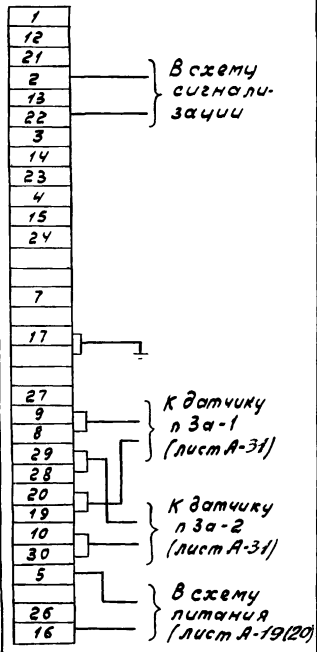 1
12
21
2
13
22
3
14
23
4
15
24
7
17
27
9
8
29
28
20
19
10
30
5
26
16
В схему
сигнали-
зации
К датчику
п 3а-1
(лист А-31)
К датчику
п 3а-2
(лист А-31)
В схему
питания
(лист А-19(20)